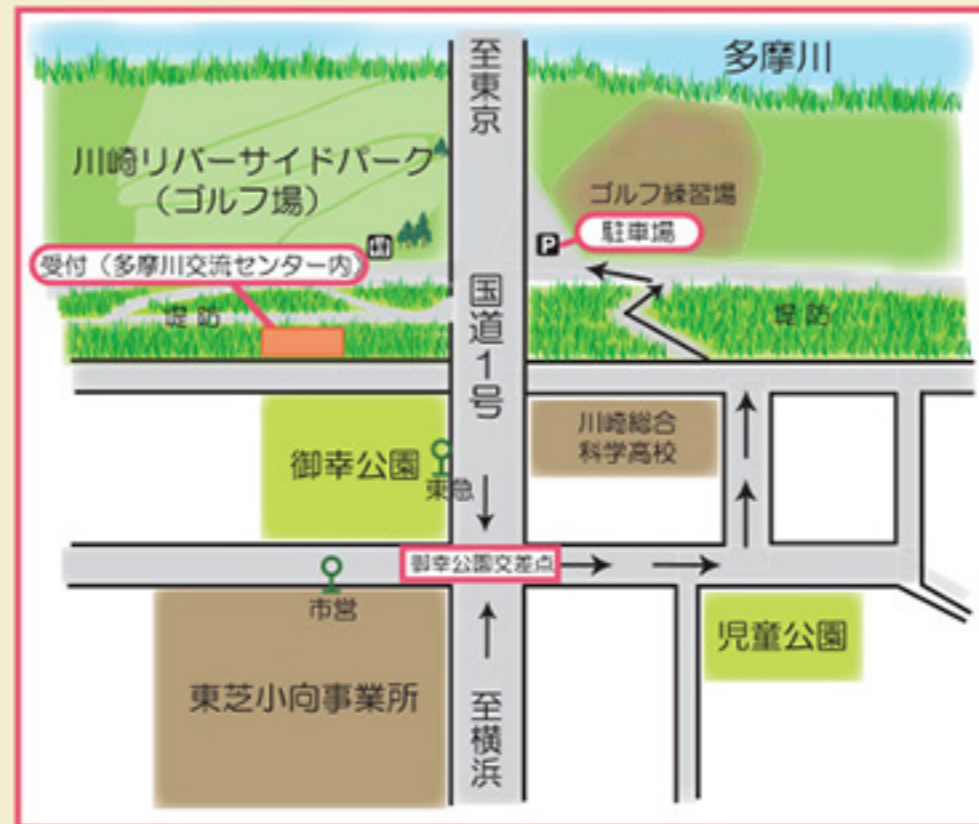 至東京
多摩川
川崎リバーサイドパーク
（ゴルフ場）
ゴルフ練習場
P
駐車場
受付（多摩川交流センター内）
堤防
国道1号
堤防
川崎総合
科学高校
御幸公園
東急
御幸公園交差点
市営
児童公園
東芝小向事業所
至横浜